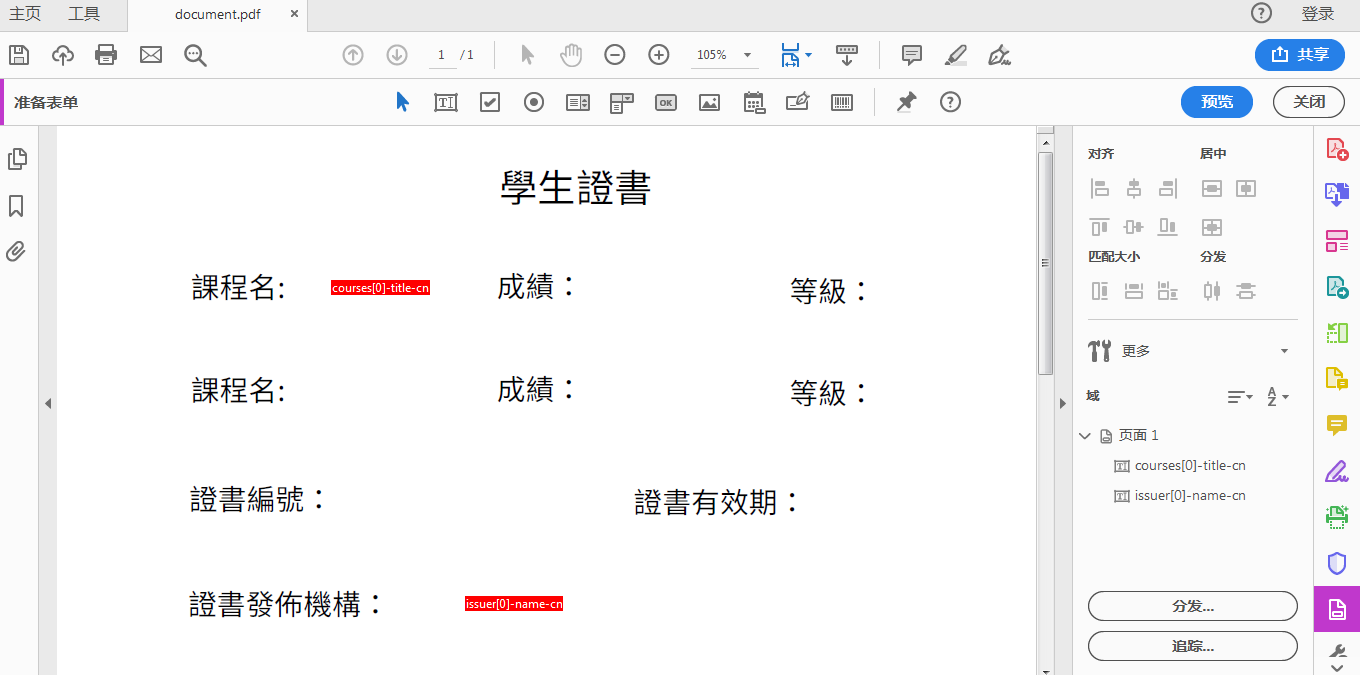 主页 工具 document.pdf × 登录
1 / 1 105% 共享
准备表单 OK 预览 关闭
对齐 居中
學生證書
匹配大小 分发
課程名: courses[0]-title-cn 成績： 等級：
更多
課程名: 成績： 等級：
域 A Z
页面 1
courses[0]-title-cn
issuer[0]-name-cn
證書編號： 證書有效期：
證書發佈機構： issuer[0]-name-cn
分发...
追踪...